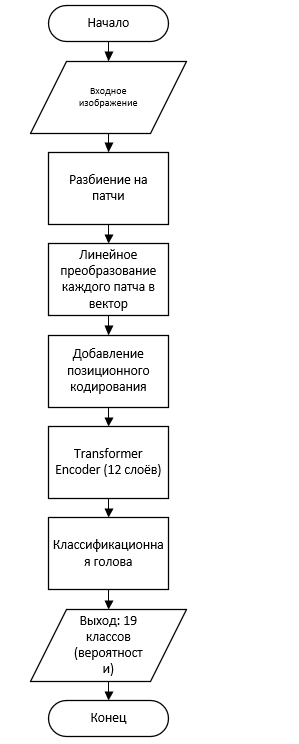 Начало
Входное
изображение
Разбиение на
патчи
Линейное
преобразование
каждого патча в
вектор
Добавление
позиционного
кодирования
Transformer
Encoder (12 слоёв)
Классификационна
я голова
Выход: 19
классов
(вероятност
и)
Конец